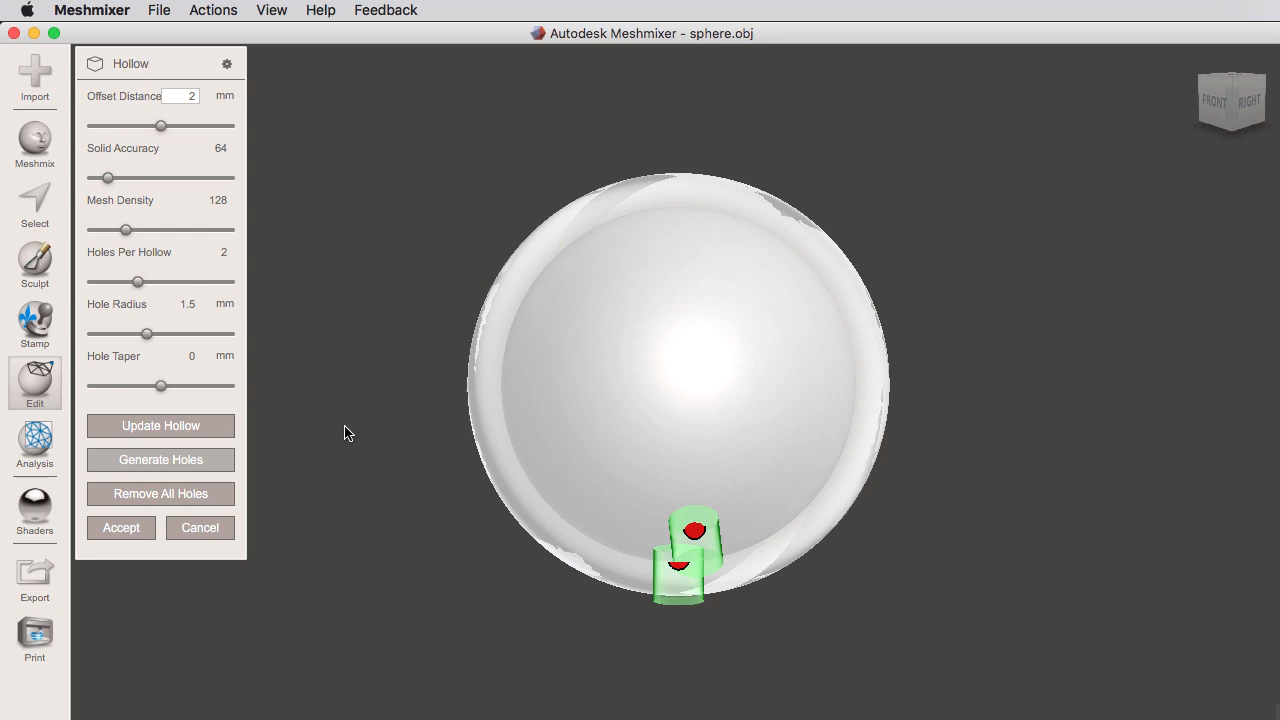 Meshmixer File Actions View Help Feedback
Autodesk Meshmixer - sphere.obj
Import
Meshmix
Select
Sculpt
Stamp
Edit
Analysis
Shaders
Export
Print
Hollow
Offset Distance 2 mm
Solid Accuracy 64
Mesh Density 128
Holes Per Hollow 2
Hole Radius 1.5 mm
Hole Taper 0 mm
Update Hollow
Generate Holes
Remove All Holes
Accept Cancel
FRONT RIGHT